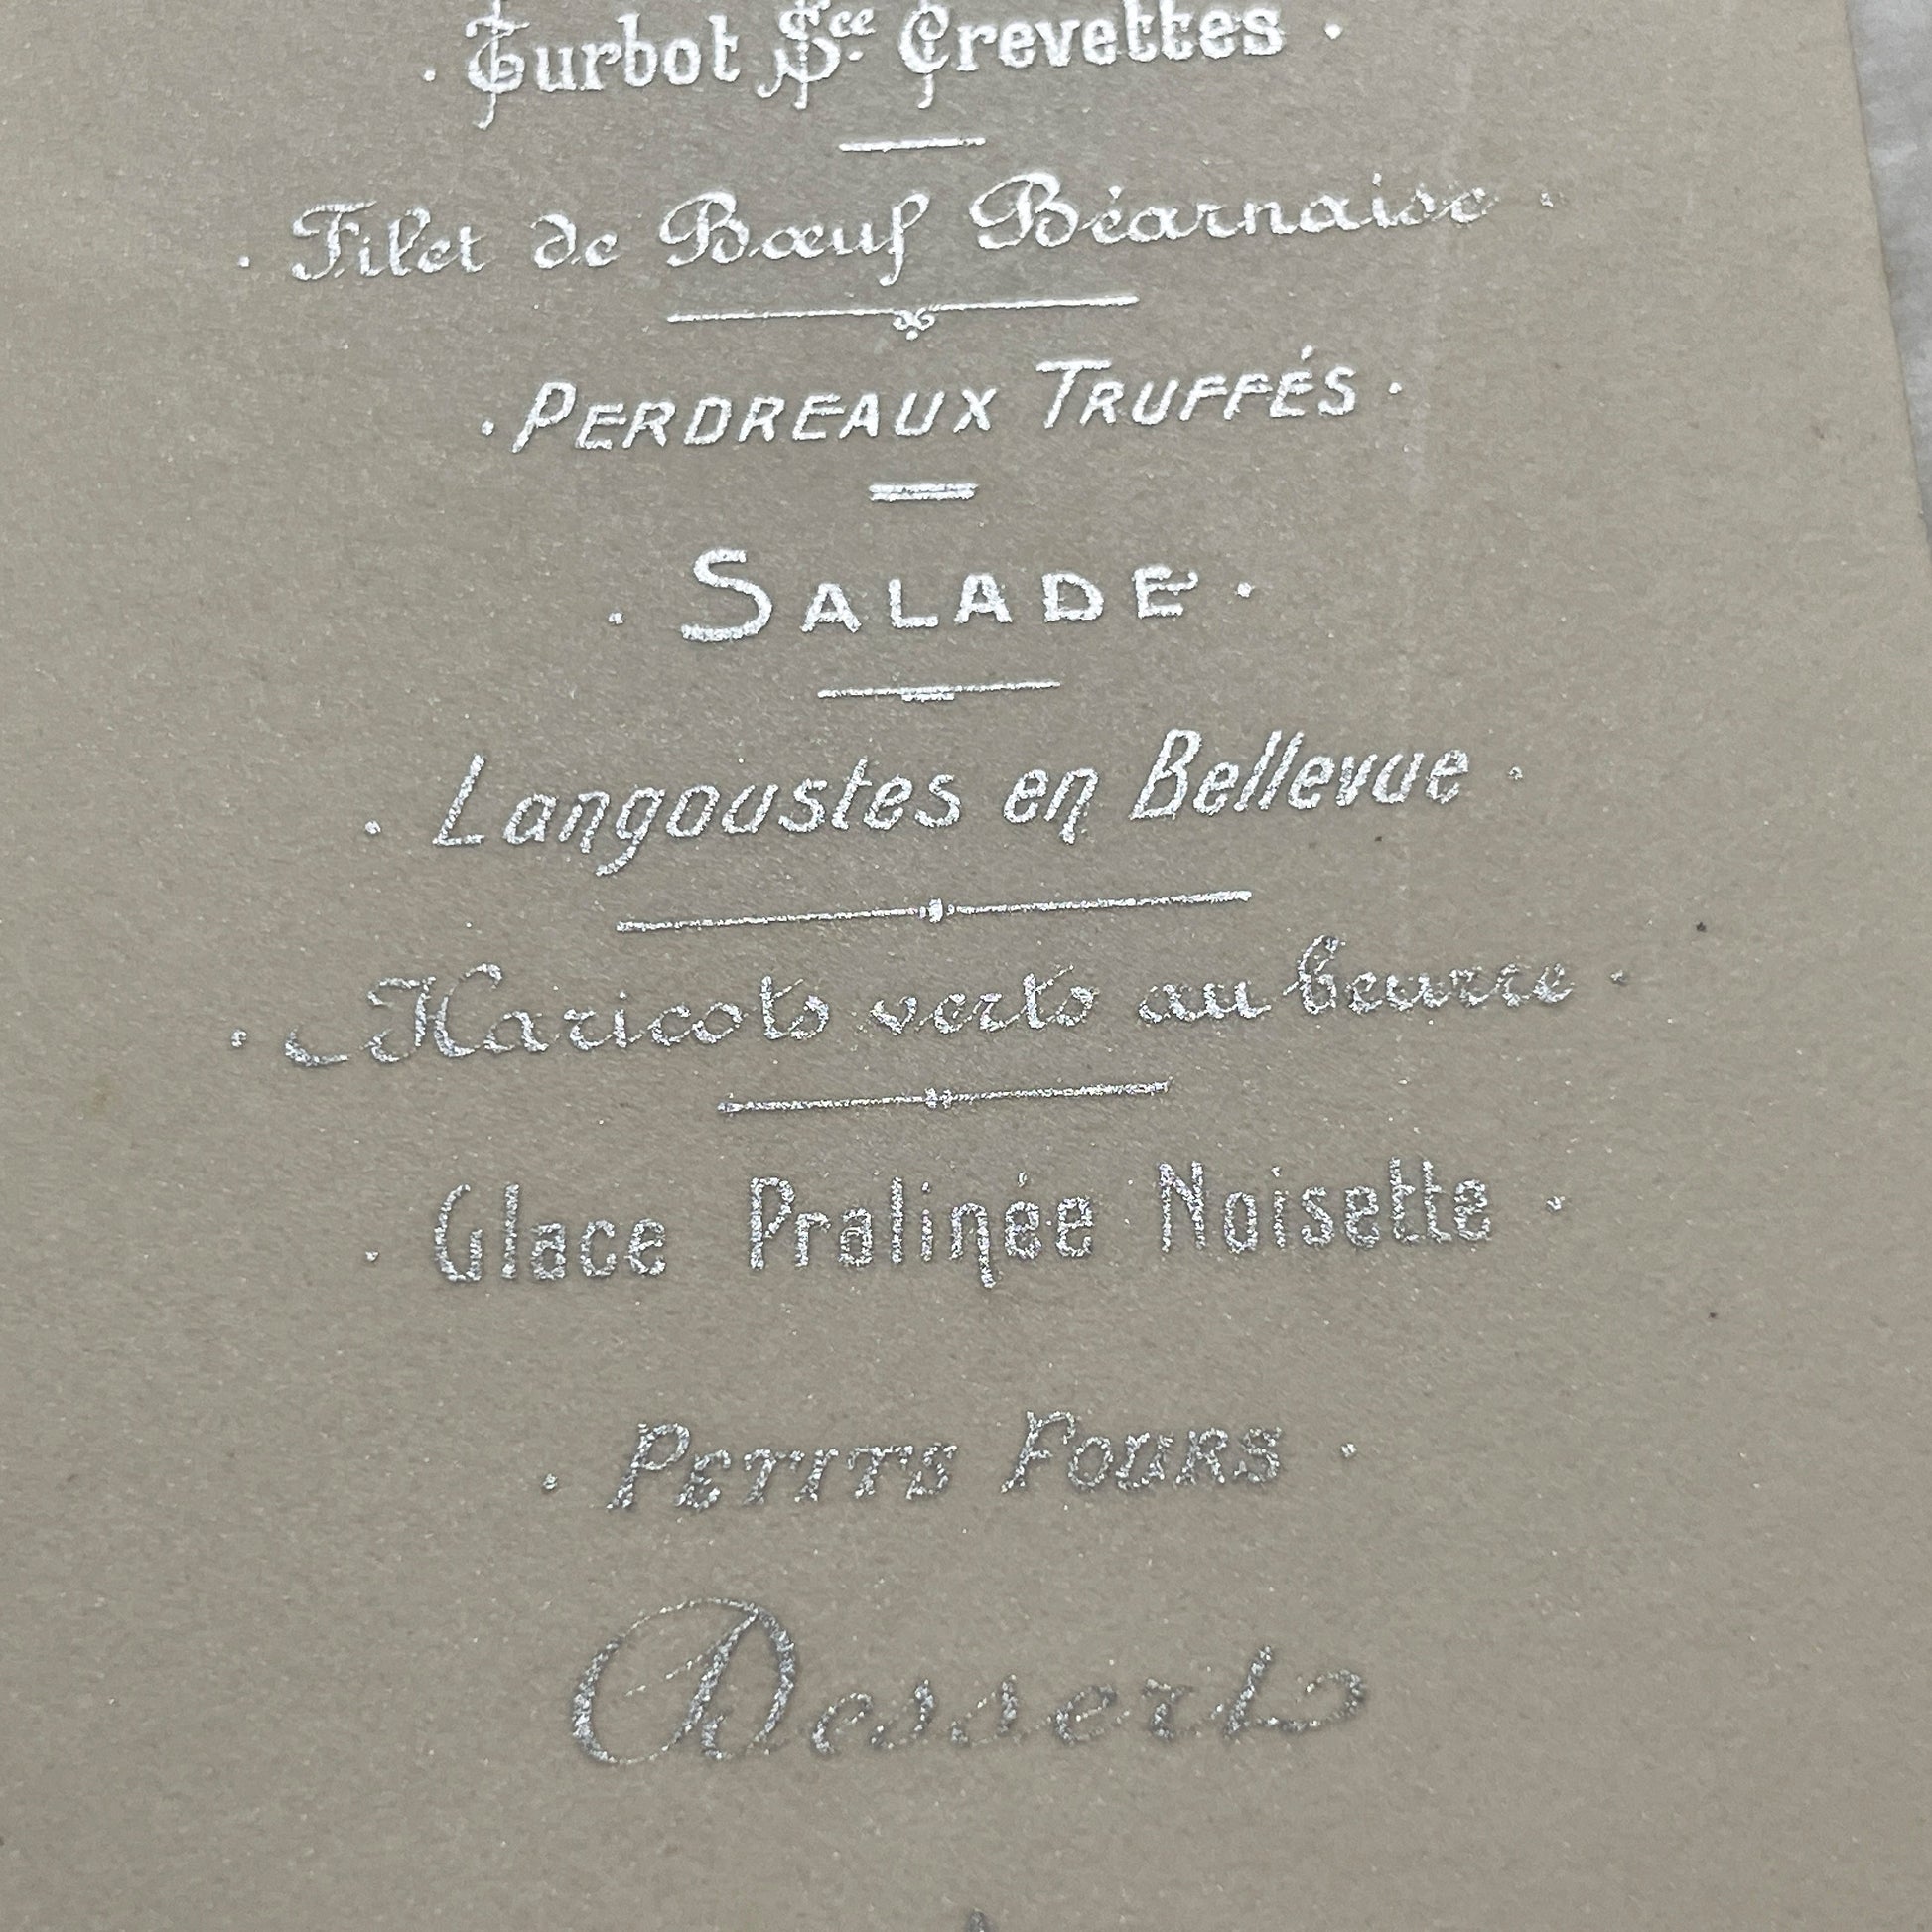 · Turbot Sce Crevettes ·
· Filet de Bœuf Béarnaise ·
· PERDREAUX TRUFFÉS ·
· SALADE ·
· Langoustes en Bellevue ·
· Haricots verts au beurre ·
· Glace Pralinée Noisette ·
· PETITS FOURS ·
Desserts